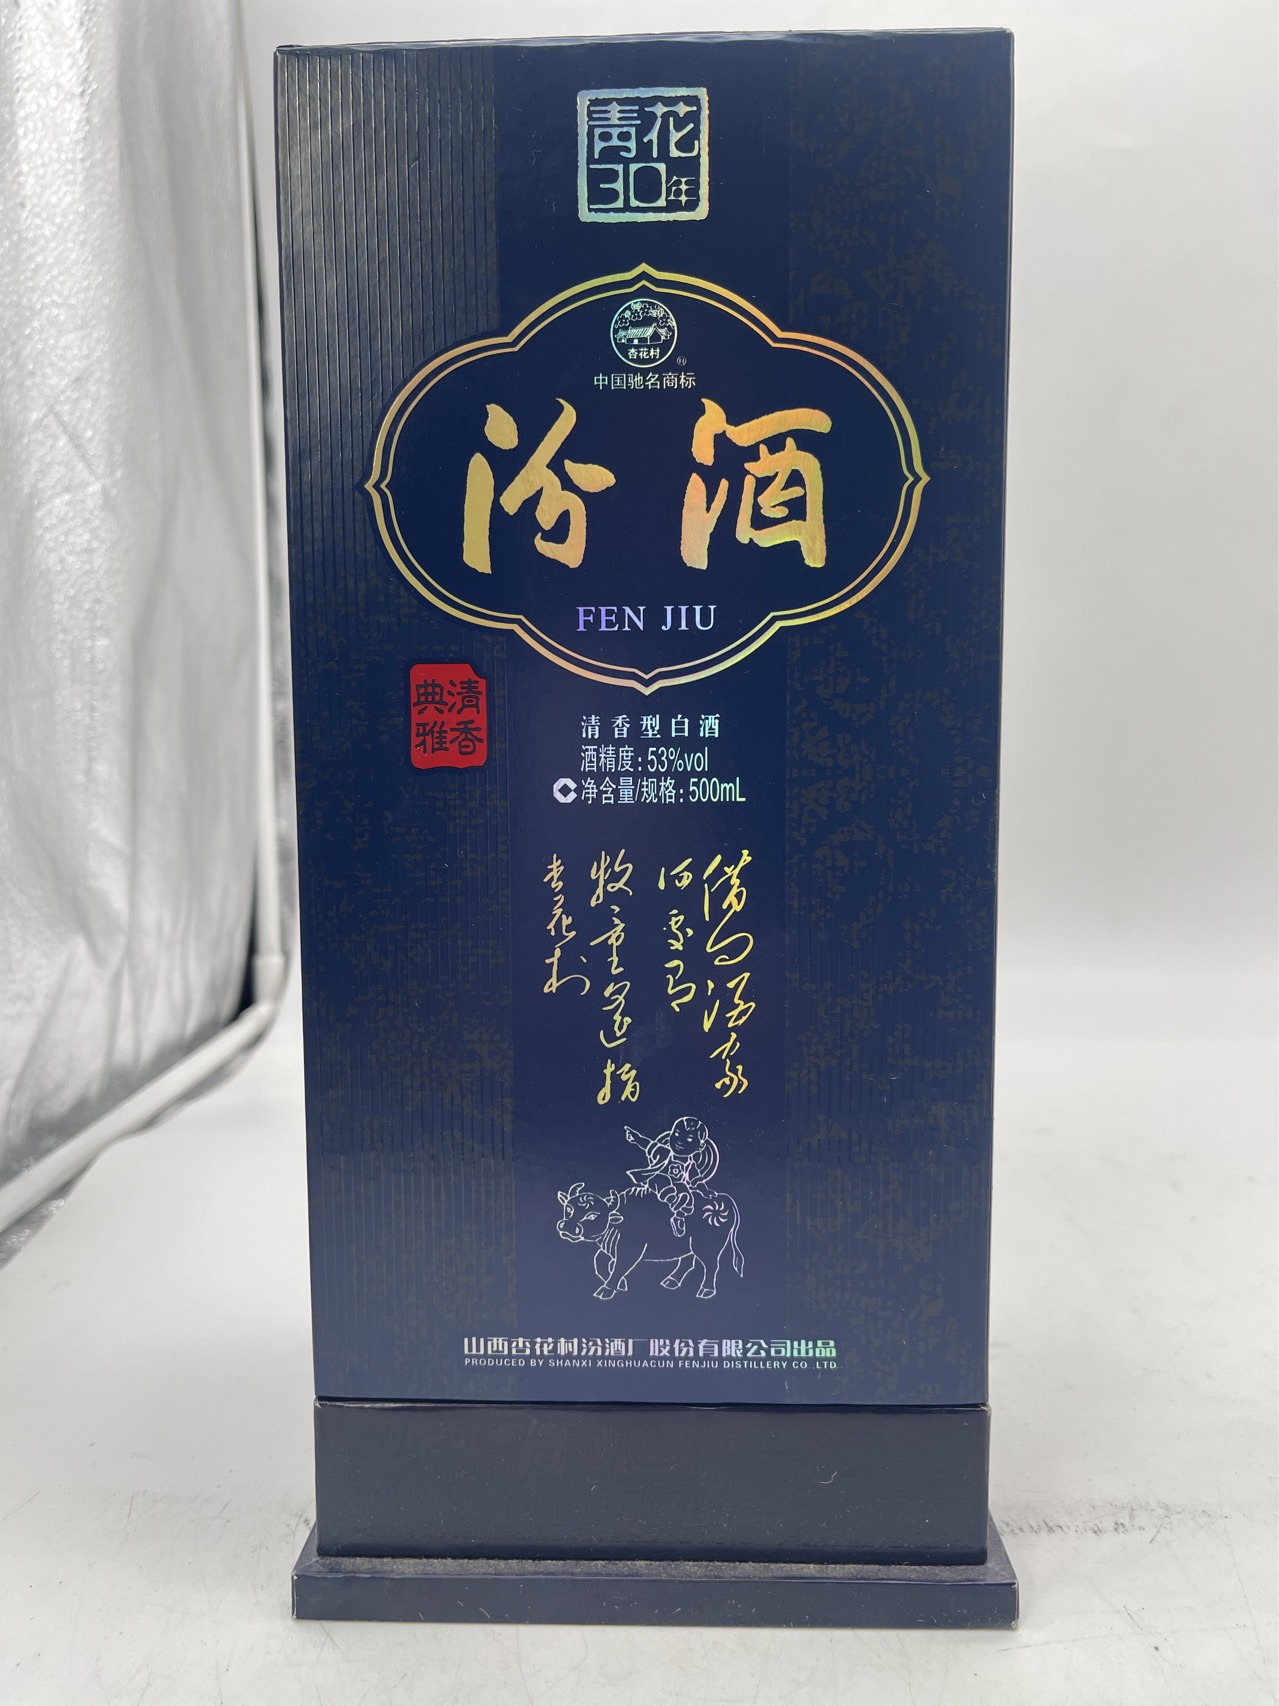 青花
30年
杏花村
中国驰名商标
汾酒
FEN JIU
清香
典雅
清香型白酒
酒精度:53%vol
净含量/规格:500mL
借问酒家
何处有
牧童遥指
杏花村
山西杏花村汾酒厂股份有限公司出品
PRODUCED BY SHANXI XINGHUACUN FENJIU DISTILLERY CO.,LTD.